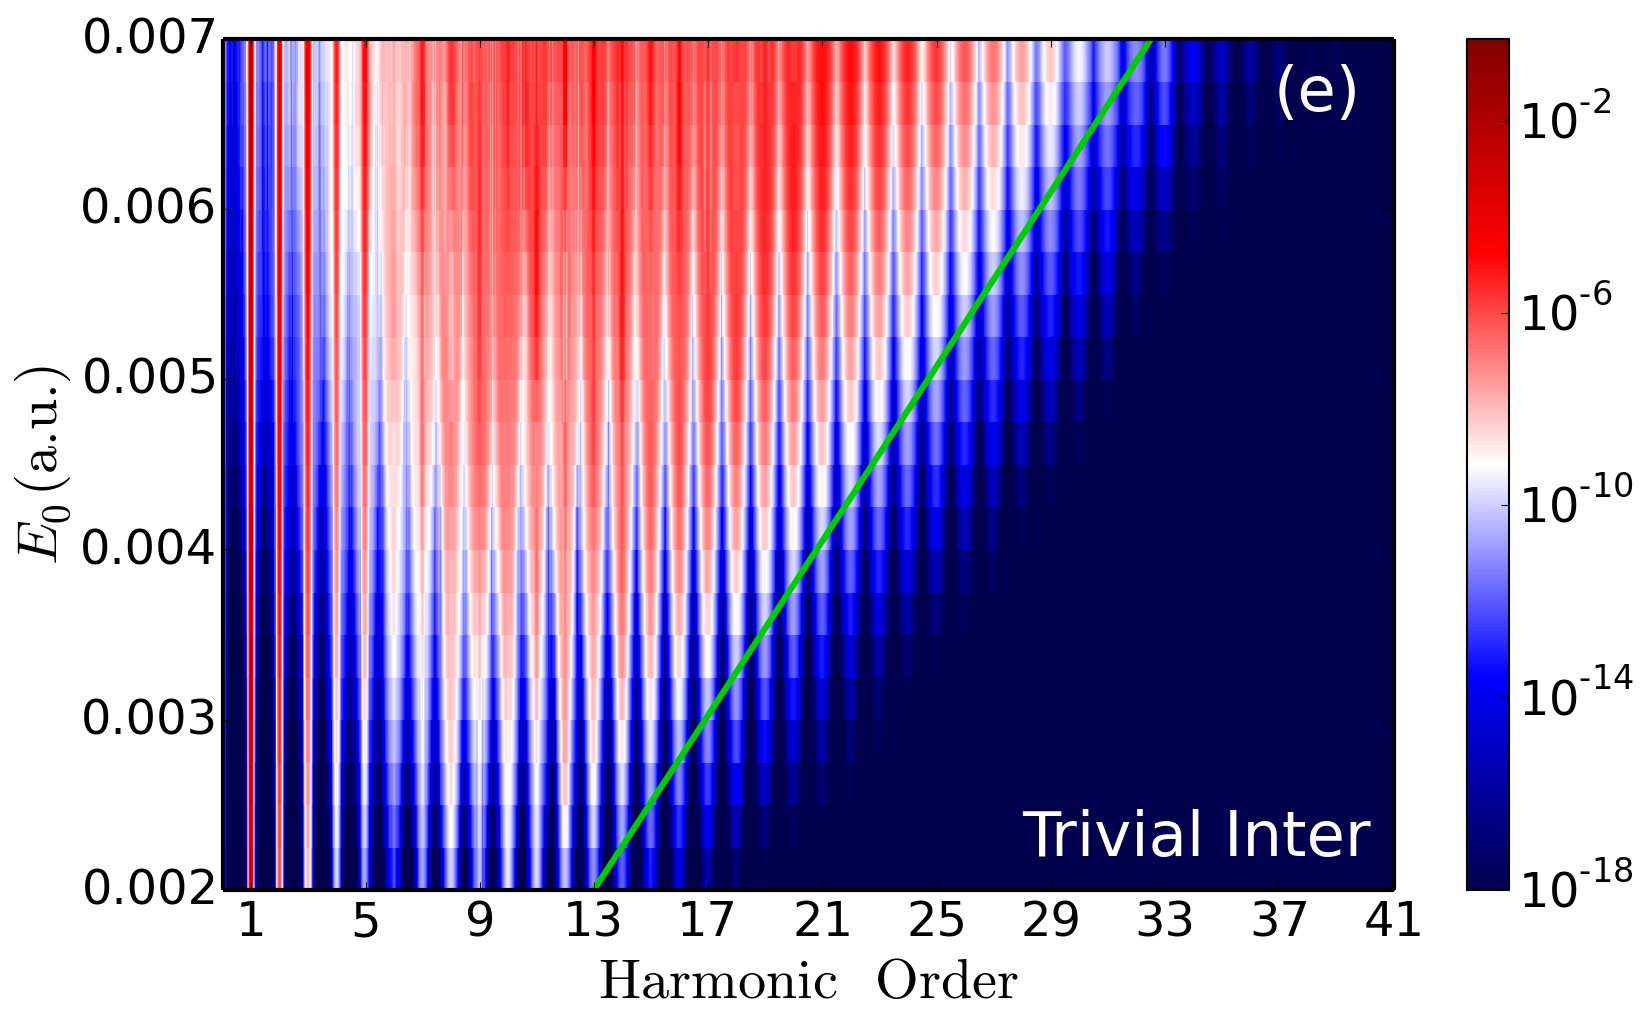 0.007
0.006
0.005
0.004
0.003
0.002
E₀(a.u.)
(e)
Trivial Inter
1 5 9 13 17 21 25 29 33 37 41
Harmonic Order
10⁻²
10⁻⁶
10⁻¹⁰
10⁻¹⁴
10⁻¹⁸